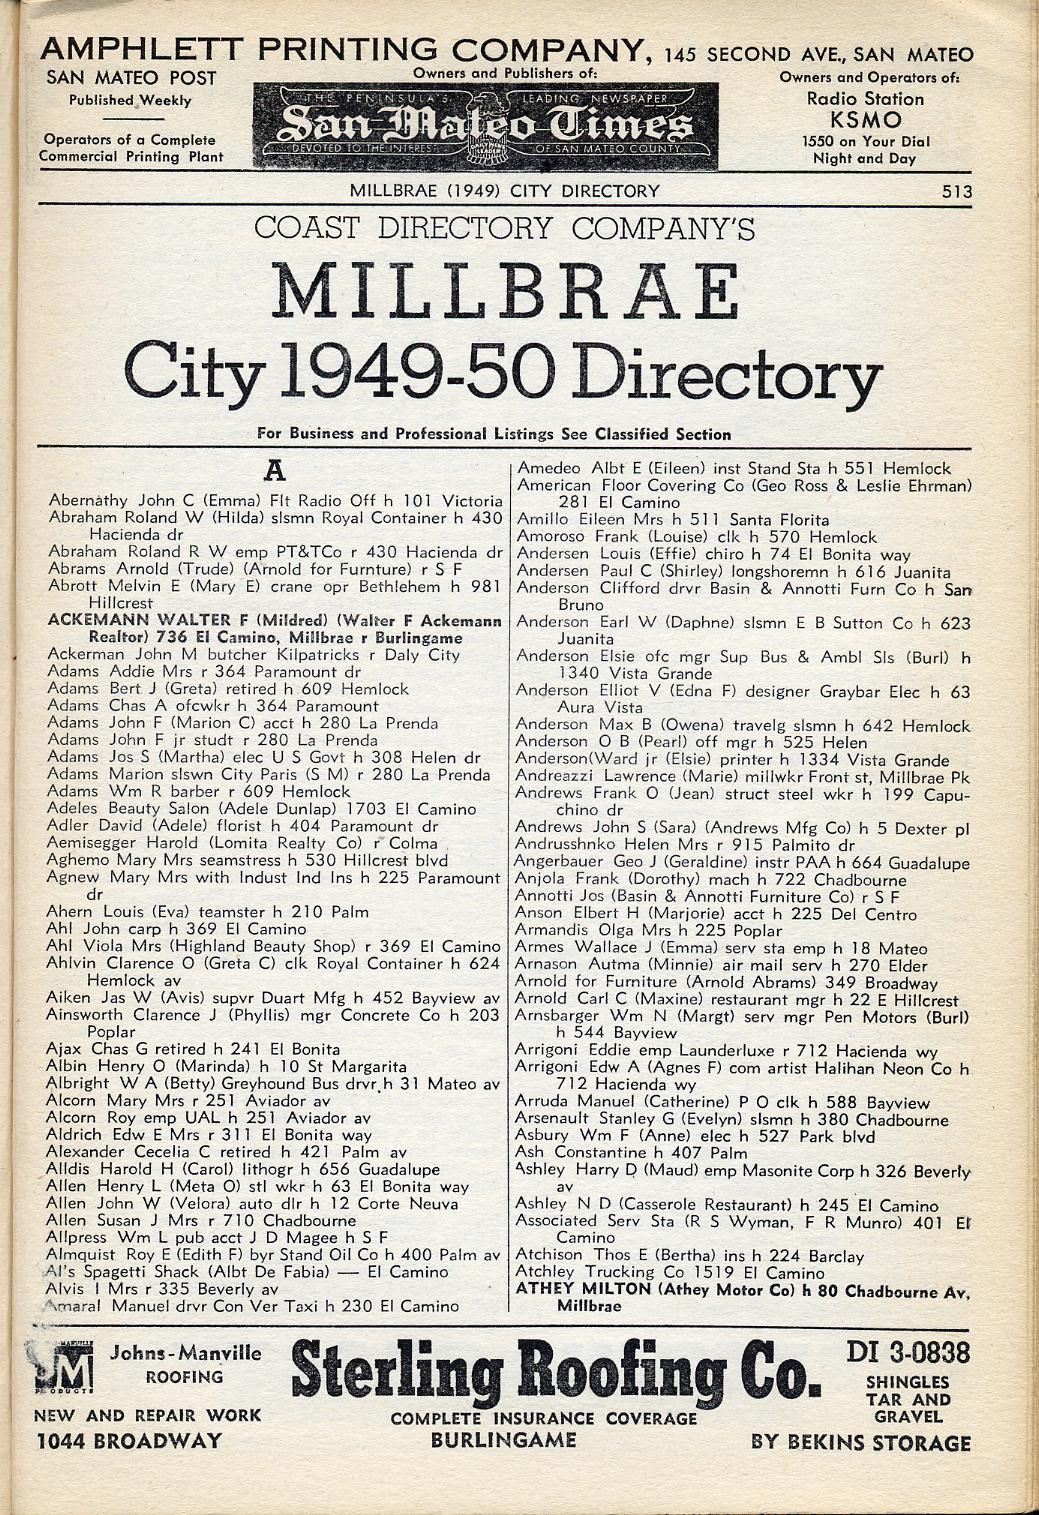 AMPHLETT PRINTING COMPANY, 145 SECOND AVE., SAN MATEO
SAN MATEO POST
Published Weekly
Operators of a Complete
Commercial Printing Plant
Owners and Publishers of:
THE PENINSULA'S LEADING NEWSPAPER
San Mateo Times
DEVOTED TO THE INTERESTS OF SAN MATEO COUNTY
Owners and Operators of:
Radio Station
KSMO
1550 on Your Dial
Night and Day
MILLBRAE (1949) CITY DIRECTORY 513
COAST DIRECTORY COMPANY'S
MILLBRAE
City 1949-50 Directory
For Business and Professional Listings See Classified Section
A
Abernathy John C (Emma) Flt Radio Off h 101 Victoria
Abraham Roland W (Hilda) slsmn Royal Container h 430
Hacienda dr
Abraham Roland R W emp PT&TCo r 430 Hacienda dr
Abrams Arnold (Trude) (Arnold for Furnture) r S F
Abrott Melvin E (Mary E) crane opr Bethlehem h 981
Hillcrest
ACKEMANN WALTER F (Mildred) (Walter F Ackemann
Realtor) 736 El Camino, Millbrae r Burlingame
Ackerman John M butcher Kilpatricks r Daly City
Adams Addie Mrs r 364 Paramount dr
Adams Bert J (Greta) retired h 609 Hemlock
Adams Chas A ofcwkr h 364 Paramount
Adams John F (Marion C) acct h 280 La Prenda
Adams John F jr studt r 280 La Prenda
Adams Jos S (Martha) elec U S Govt h 308 Helen dr
Adams Marion slswn City Paris (S M) r 280 La Prenda
Adams Wm R barber r 609 Hemlock
Adeles Beauty Salon (Adele Dunlap) 1703 El Camino
Adler David (Adele) florist h 404 Paramount dr
Aemisegger Harold (Lomita Realty Co) r Colma
Aghemo Mary Mrs seamstress h 530 Hillcrest blvd
Agnew Mary Mrs with Indust Ind Ins h 225 Paramount
dr
Ahern Louis (Eva) teamster h 210 Palm
Ahl John carp h 369 El Camino
Ahl Viola Mrs (Highland Beauty Shop) r 369 El Camino
Ahlvin Clarence O (Greta C) clk Royal Container h 624
Hemlock av
Aiken Jas W (Avis) supvr Duart Mfg h 452 Bayview av
Ainsworth Clarence J (Phyllis) mgr Concrete Co h 203
Poplar
Ajax Chas G retired h 241 El Bonita
Albin Henry O (Marinda) h 10 St Margarita
Albright W A (Betty) Greyhound Bus drvr h 31 Mateo av
Alcorn Mary Mrs r 251 Aviador av
Alcorn Roy emp UAL h 251 Aviador av
Aldrich Edw E Mrs r 311 El Bonita way
Alexander Cecelia C retired h 421 Palm av
Alldis Harold H (Carol) lithogr h 656 Guadalupe
Allen Henry L (Meta O) stl wkr h 63 El Bonita way
Allen John W (Velora) auto dlr h 12 Corte Neuva
Allen Susan J Mrs r 710 Chadbourne
Allpress Wm L pub acct J D Magee h S F
Almquist Roy E (Edith F) byr Stand Oil Co h 400 Palm av
Al's Spagetti Shack (Albt De Fabia) — El Camino
Alvis I Mrs r 335 Beverly av
Amaral Manuel drvr Con Ver Taxi h 230 El Camino
Amedeo Albt E (Eileen) inst Stand Sta h 551 Hemlock
American Floor Covering Co (Geo Ross & Leslie Ehrman)
281 El Camino
Amillo Eileen Mrs h 511 Santa Florita
Amoroso Frank (Louise) clk h 570 Hemlock
Andersen Louis (Effie) chiro h 74 El Bonita way
Andersen Paul C (Shirley) longshoremn h 616 Juanita
Anderson Clifford drvr Basin & Annotti Furn Co h San
Bruno
Anderson Earl W (Daphne) slsmn E B Sutton Co h 623
Juanita
Anderson Elsie ofc mgr Sup Bus & Ambl Sls (Burl) h
1340 Vista Grande
Anderson Elliot V (Edna F) designer Graybar Elec h 63
Aura Vista
Anderson Max B (Owena) travelg slsmn h 642 Hemlock
Anderson O B (Pearl) off mgr h 525 Helen
Anderson(Ward jr (Elsie) printer h 1334 Vista Grande
Andreazzi Lawrence (Marie) millwkr Front st, Millbrae Pk
Andrews Frank O (Jean) struct steel wkr h 199 Capu-
chino dr
Andrews John S (Sara) (Andrews Mfg Co) h 5 Dexter pl
Andrusshnko Helen Mrs r 915 Palmito dr
Angerbauer Geo J (Geraldine) instr PAA h 664 Guadalupe
Anjola Frank (Dorothy) mach h 722 Chadbourne
Annotti Jos (Basin & Annotti Furniture Co) r S F
Anson Elbert H (Marjorie) acct h 225 Del Centro
Armandis Olga Mrs h 225 Poplar
Armes Wallace J (Emma) serv sta emp h 18 Mateo
Arnason Autma (Minnie) air mail serv h 270 Elder
Arnold for Furniture (Arnold Abrams) 349 Broadway
Arnold Carl C (Maxine) restaurant mgr h 22 E Hillcrest
Arnsbarger Wm N (Margt) serv mgr Pen Motors (Burl)
h 544 Bayview
Arrigoni Eddie emp Launderluxe r 712 Hacienda wy
Arrigoni Edw A (Agnes F) com artist Halihan Neon Co h
712 Hacienda wy
Arruda Manuel (Catherine) P O clk h 588 Bayview
Arsenault Stanley G (Evelyn) slsmn h 380 Chadbourne
Asbury Wm F (Anne) elec h 527 Park blvd
Ash Constantine h 407 Palm
Ashley Harry D (Maud) emp Masonite Corp h 326 Beverly
av
Ashley N D (Casserole Restaurant) h 245 El Camino
Associated Serv Sta (R S Wyman, F R Munro) 401 El
Camino
Atchison Thos E (Bertha) ins h 224 Barclay
Atchley Trucking Co 1519 El Camino
ATHEY MILTON (Athey Motor Co) h 80 Chadbourne Av,
Millbrae
JM
PRODUCTS
Johns-Manville
ROOFING
NEW AND REPAIR WORK
1044 BROADWAY
Sterling Roofing Co.
COMPLETE INSURANCE COVERAGE
BURLINGAME
DI 3-0838
SHINGLES
TAR AND
GRAVEL
BY BEKINS STORAGE